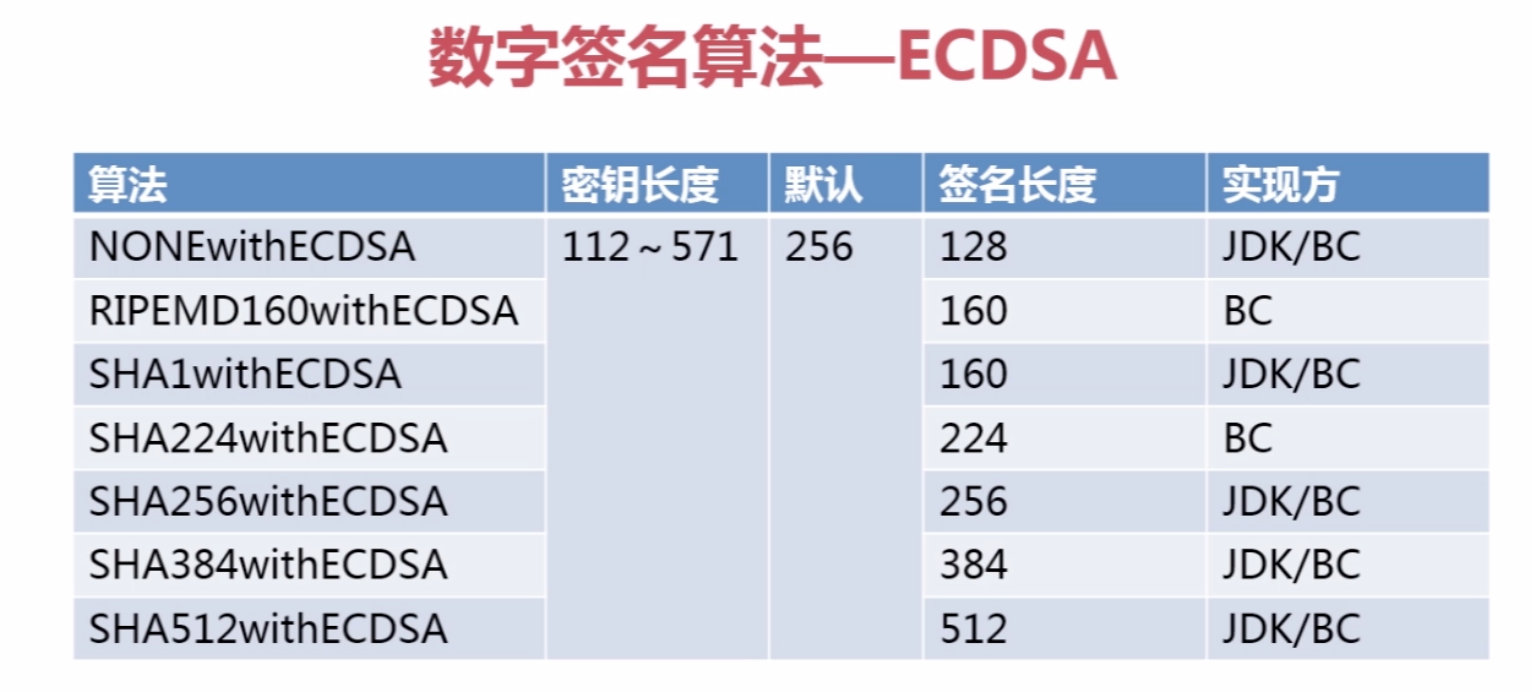 数字签名算法—ECDSA
算法 密钥长度 默认 签名长度 实现方
NONEwithECDSA 112～571 256 128 JDK/BC
RIPEMD160withECDSA 160 BC
SHA1withECDSA 160 JDK/BC
SHA224withECDSA 224 BC
SHA256withECDSA 256 JDK/BC
SHA384withECDSA 384 JDK/BC
SHA512withECDSA 512 JDK/BC